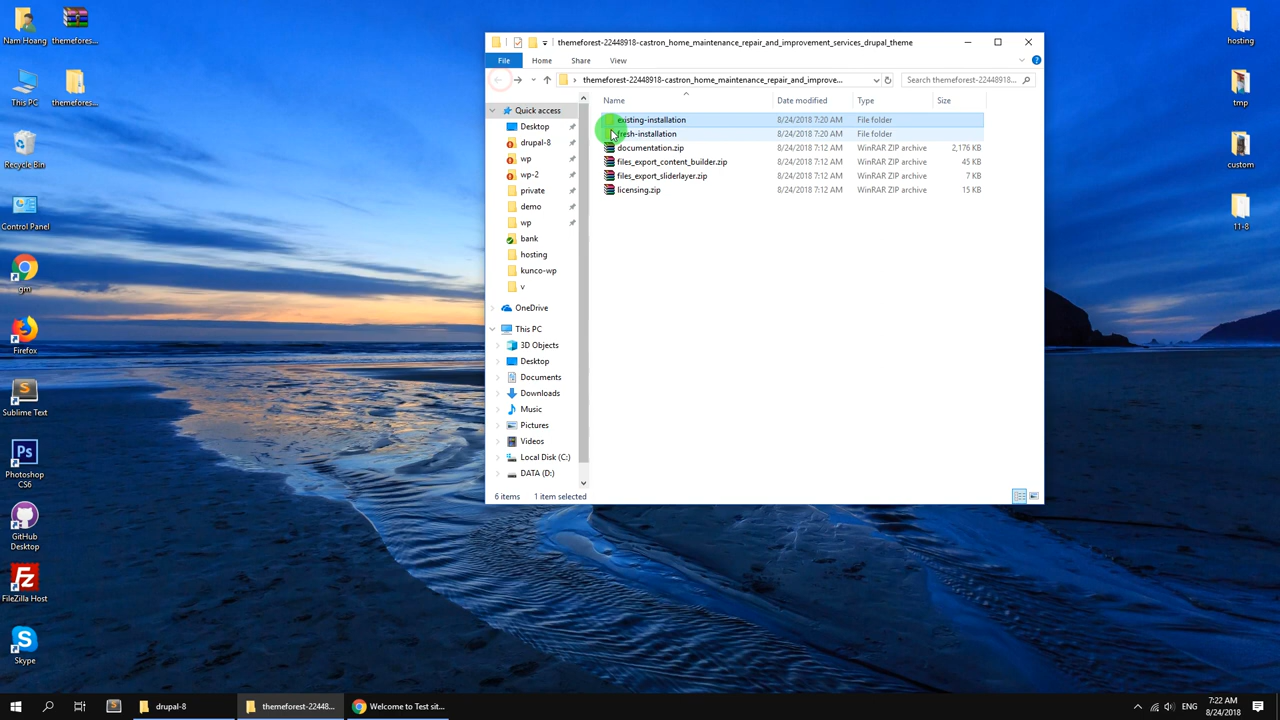 Nam Hoang
themefores...
This PC
themefores...
Recycle Bin
Control Panel
gm
Firefox
Sublime Text
Photoshop
CS6
GitHub
Desktop
FileZilla Host
Skype
themeforest-22448918-castron_home_maintenance_repair_and_improvement_services_drupal_theme
File
Home
Share
View
themeforest-22448918-castron_home_maintenance_repair_and_improve...
Search themeforest-22448918...
Quick access
Desktop
drupal-8
wp
wp-2
private
demo
wp
bank
hosting
kunco-wp
v
OneDrive
This PC
3D Objects
Desktop
Documents
Downloads
Music
Pictures
Videos
Local Disk (C:)
DATA (D:)
Name Date modified Type Size
existing-installation 8/24/2018 7:20 AM File folder
fresh-installation 8/24/2018 7:20 AM File folder
documentation.zip 8/24/2018 7:12 AM WinRAR ZIP archive 2,176 KB
files_export_content_builder.zip 8/24/2018 7:12 AM WinRAR ZIP archive 45 KB
files_export_sliderlayer.zip 8/24/2018 7:12 AM WinRAR ZIP archive 7 KB
licensing.zip 8/24/2018 7:12 AM WinRAR ZIP archive 15 KB
6 items 1 item selected
hosting
tmp
custom
11-8
drupal-8
themeforest-22448...
Welcome to Test sit...
ENG
7:22 AM
8/24/2018